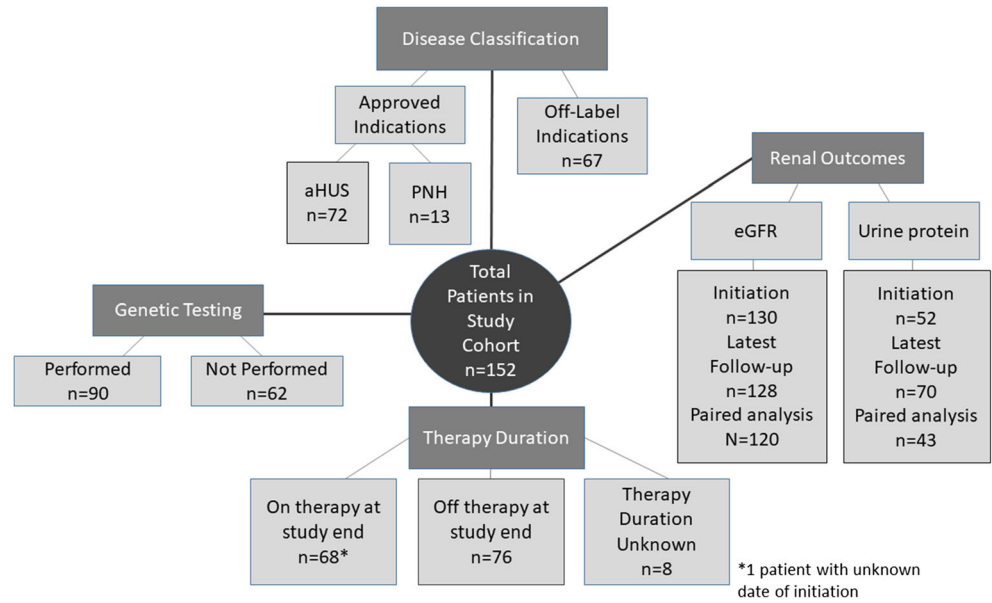 Disease Classification
Approved
Indications
Off-Label
Indications
n=67
aHUS
n=72
PNH
n=13
Renal Outcomes
eGFR
Urine protein
Initiation
n=130
Latest
Follow-up
n=128
Paired analysis
N=120
Initiation
n=52
Latest
Follow-up
n=70
Paired analysis
n=43
Total
Patients in
Study
Cohort
n=152
Genetic Testing
Performed
n=90
Not Performed
n=62
Therapy Duration
On therapy at
study end
n=68*
Off therapy at
study end
n=76
Therapy
Duration
Unknown
n=8
*1 patient with unknown
date of initiation